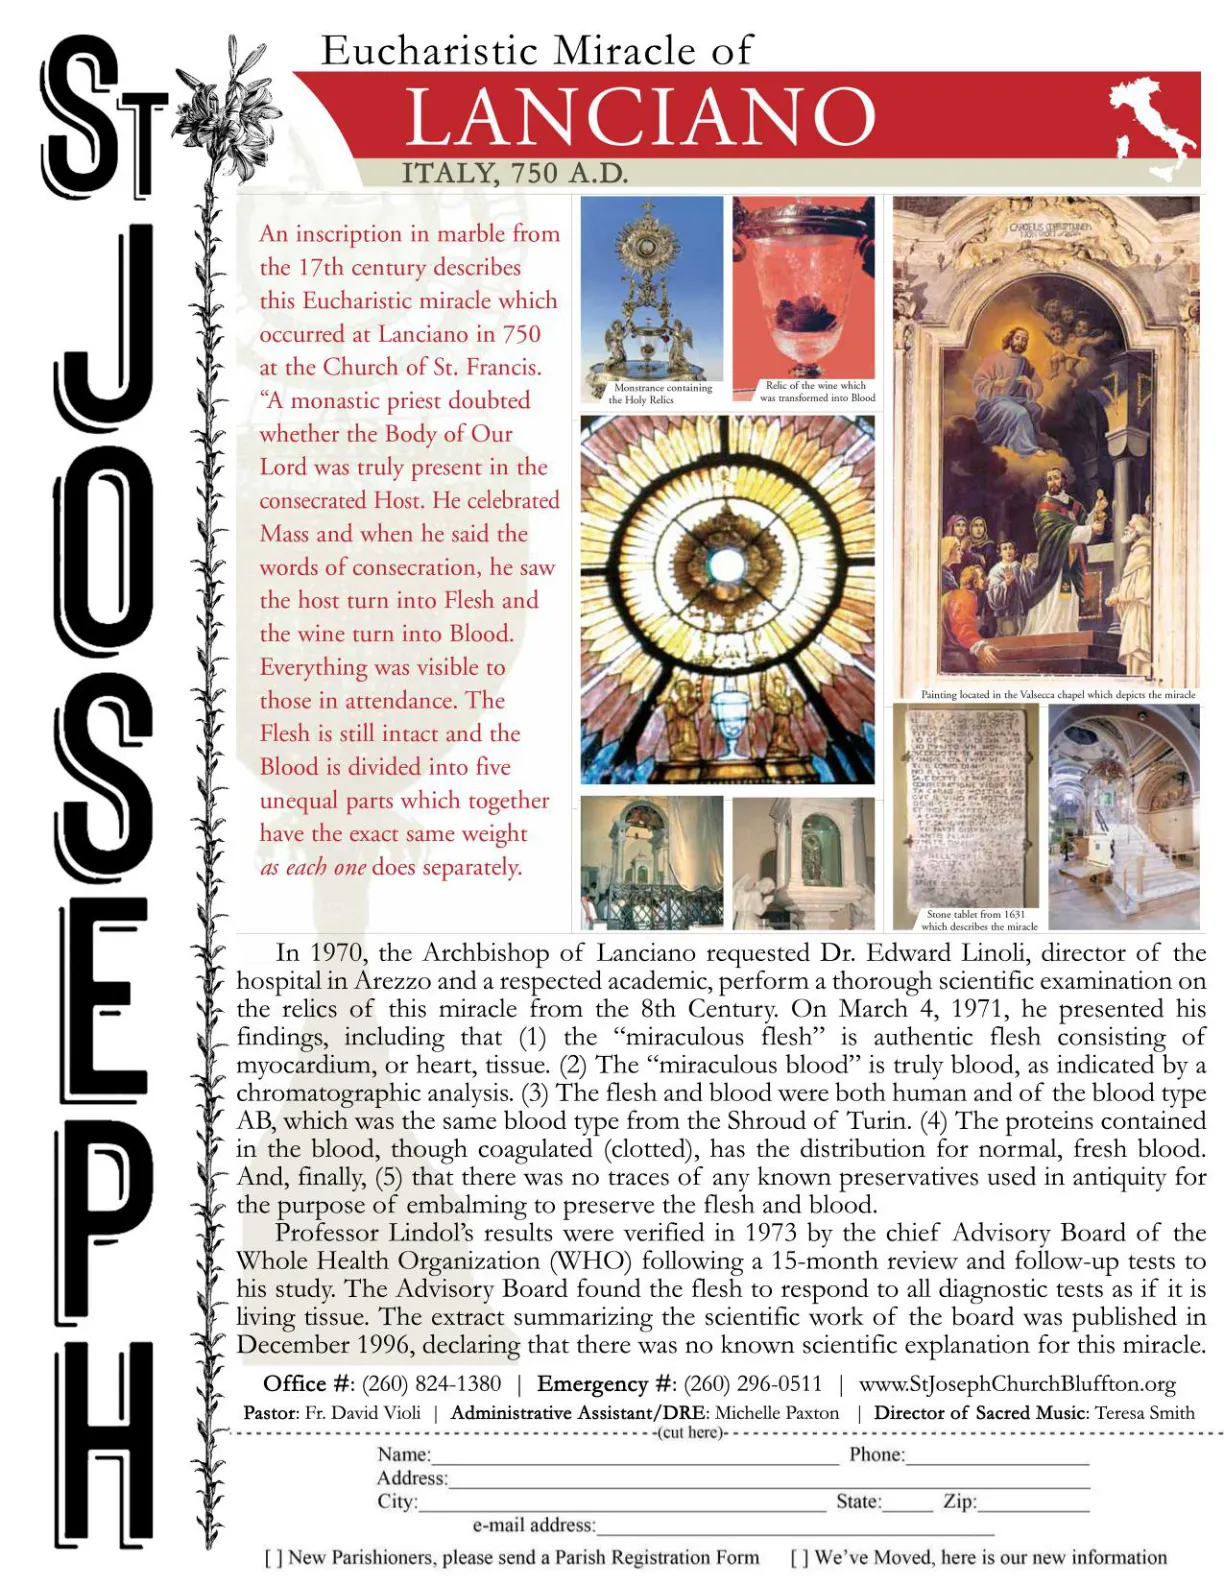 St JOSEPH
Eucharistic Miracle of
LANCIANO
ITALY, 750 A.D.
An inscription in marble from
the 17th century describes
this Eucharistic miracle which
occurred at Lanciano in 750
at the Church of St. Francis.
“A monastic priest doubted
whether the Body of Our
Lord was truly present in the
consecrated Host. He celebrated
Mass and when he said the
words of consecration, he saw
the host turn into Flesh and
the wine turn into Blood.
Everything was visible to
those in attendance. The
Flesh is still intact and the
Blood is divided into five
unequal parts which together
have the exact same weight
as each one does separately.
Monstrance containing
the Holy Relics
Relic of the wine which
was transformed into Blood
Painting located in the Valsecca chapel which depicts the miracle
Stone tablet from 1631
which describes the miracle
In 1970, the Archbishop of Lanciano requested Dr. Edward Linoli, director of the
hospital in Arezzo and a respected academic, perform a thorough scientific examination on
the relics of this miracle from the 8th Century. On March 4, 1971, he presented his
findings, including that (1) the “miraculous flesh” is authentic flesh consisting of
myocardium, or heart, tissue. (2) The “miraculous blood” is truly blood, as indicated by a
chromatographic analysis. (3) The flesh and blood were both human and of the blood type
AB, which was the same blood type from the Shroud of Turin. (4) The proteins contained
in the blood, though coagulated (clotted), has the distribution for normal, fresh blood.
And, finally, (5) that there was no traces of any known preservatives used in antiquity for
the purpose of embalming to preserve the flesh and blood.
Professor Lindol’s results were verified in 1973 by the chief Advisory Board of the
Whole Health Organization (WHO) following a 15-month review and follow-up tests to
his study. The Advisory Board found the flesh to respond to all diagnostic tests as if it is
living tissue. The extract summarizing the scientific work of the board was published in
December 1996, declaring that there was no known scientific explanation for this miracle.
Office #: (260) 824-1380 | Emergency #: (260) 296-0511 | www.StJosephChurchBluffton.org
Pastor: Fr. David Violi | Administrative Assistant/DRE: Michelle Paxton | Director of Sacred Music: Teresa Smith
(cut here)
Name: Phone:
Address:
City: State: Zip:
e-mail address:
[ ] New Parishioners, please send a Parish Registration Form [ ] We’ve Moved, here is our new information